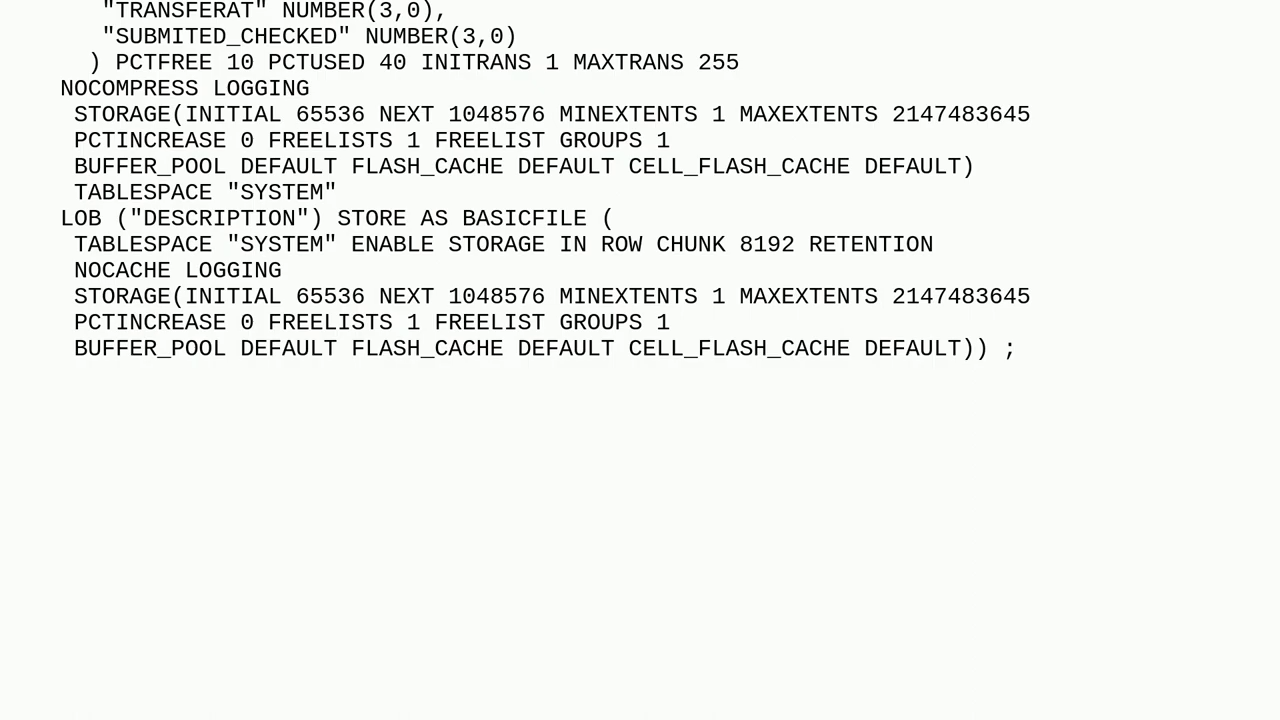 "TRANSFERAT" NUMBER(3,0),
"SUBMITED_CHECKED" NUMBER(3,0)
) PCTFREE 10 PCTUSED 40 INITRANS 1 MAXTRANS 255
NOCOMPRESS LOGGING
STORAGE(INITIAL 65536 NEXT 1048576 MINEXTENTS 1 MAXEXTENTS 2147483645
PCTINCREASE 0 FREELISTS 1 FREELIST GROUPS 1
BUFFER_POOL DEFAULT FLASH_CACHE DEFAULT CELL_FLASH_CACHE DEFAULT)
TABLESPACE "SYSTEM"
LOB ("DESCRIPTION") STORE AS BASICFILE (
TABLESPACE "SYSTEM" ENABLE STORAGE IN ROW CHUNK 8192 RETENTION
NOCACHE LOGGING
STORAGE(INITIAL 65536 NEXT 1048576 MINEXTENTS 1 MAXEXTENTS 2147483645
PCTINCREASE 0 FREELISTS 1 FREELIST GROUPS 1
BUFFER_POOL DEFAULT FLASH_CACHE DEFAULT CELL_FLASH_CACHE DEFAULT)) ;